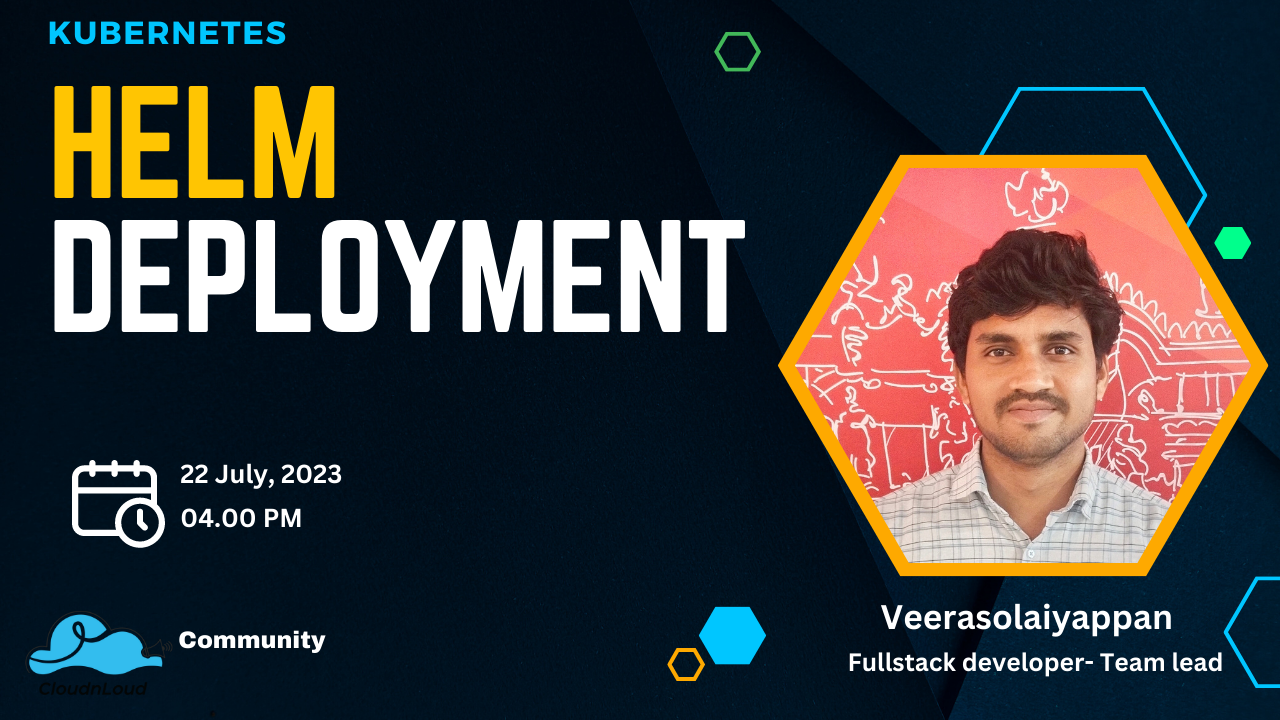 KUBERNETES
HELM
DEPLOYMENT
22 July, 2023
04.00 PM
Community
CloudnLoud
Veerasolaiyappan
Fullstack developer- Team lead